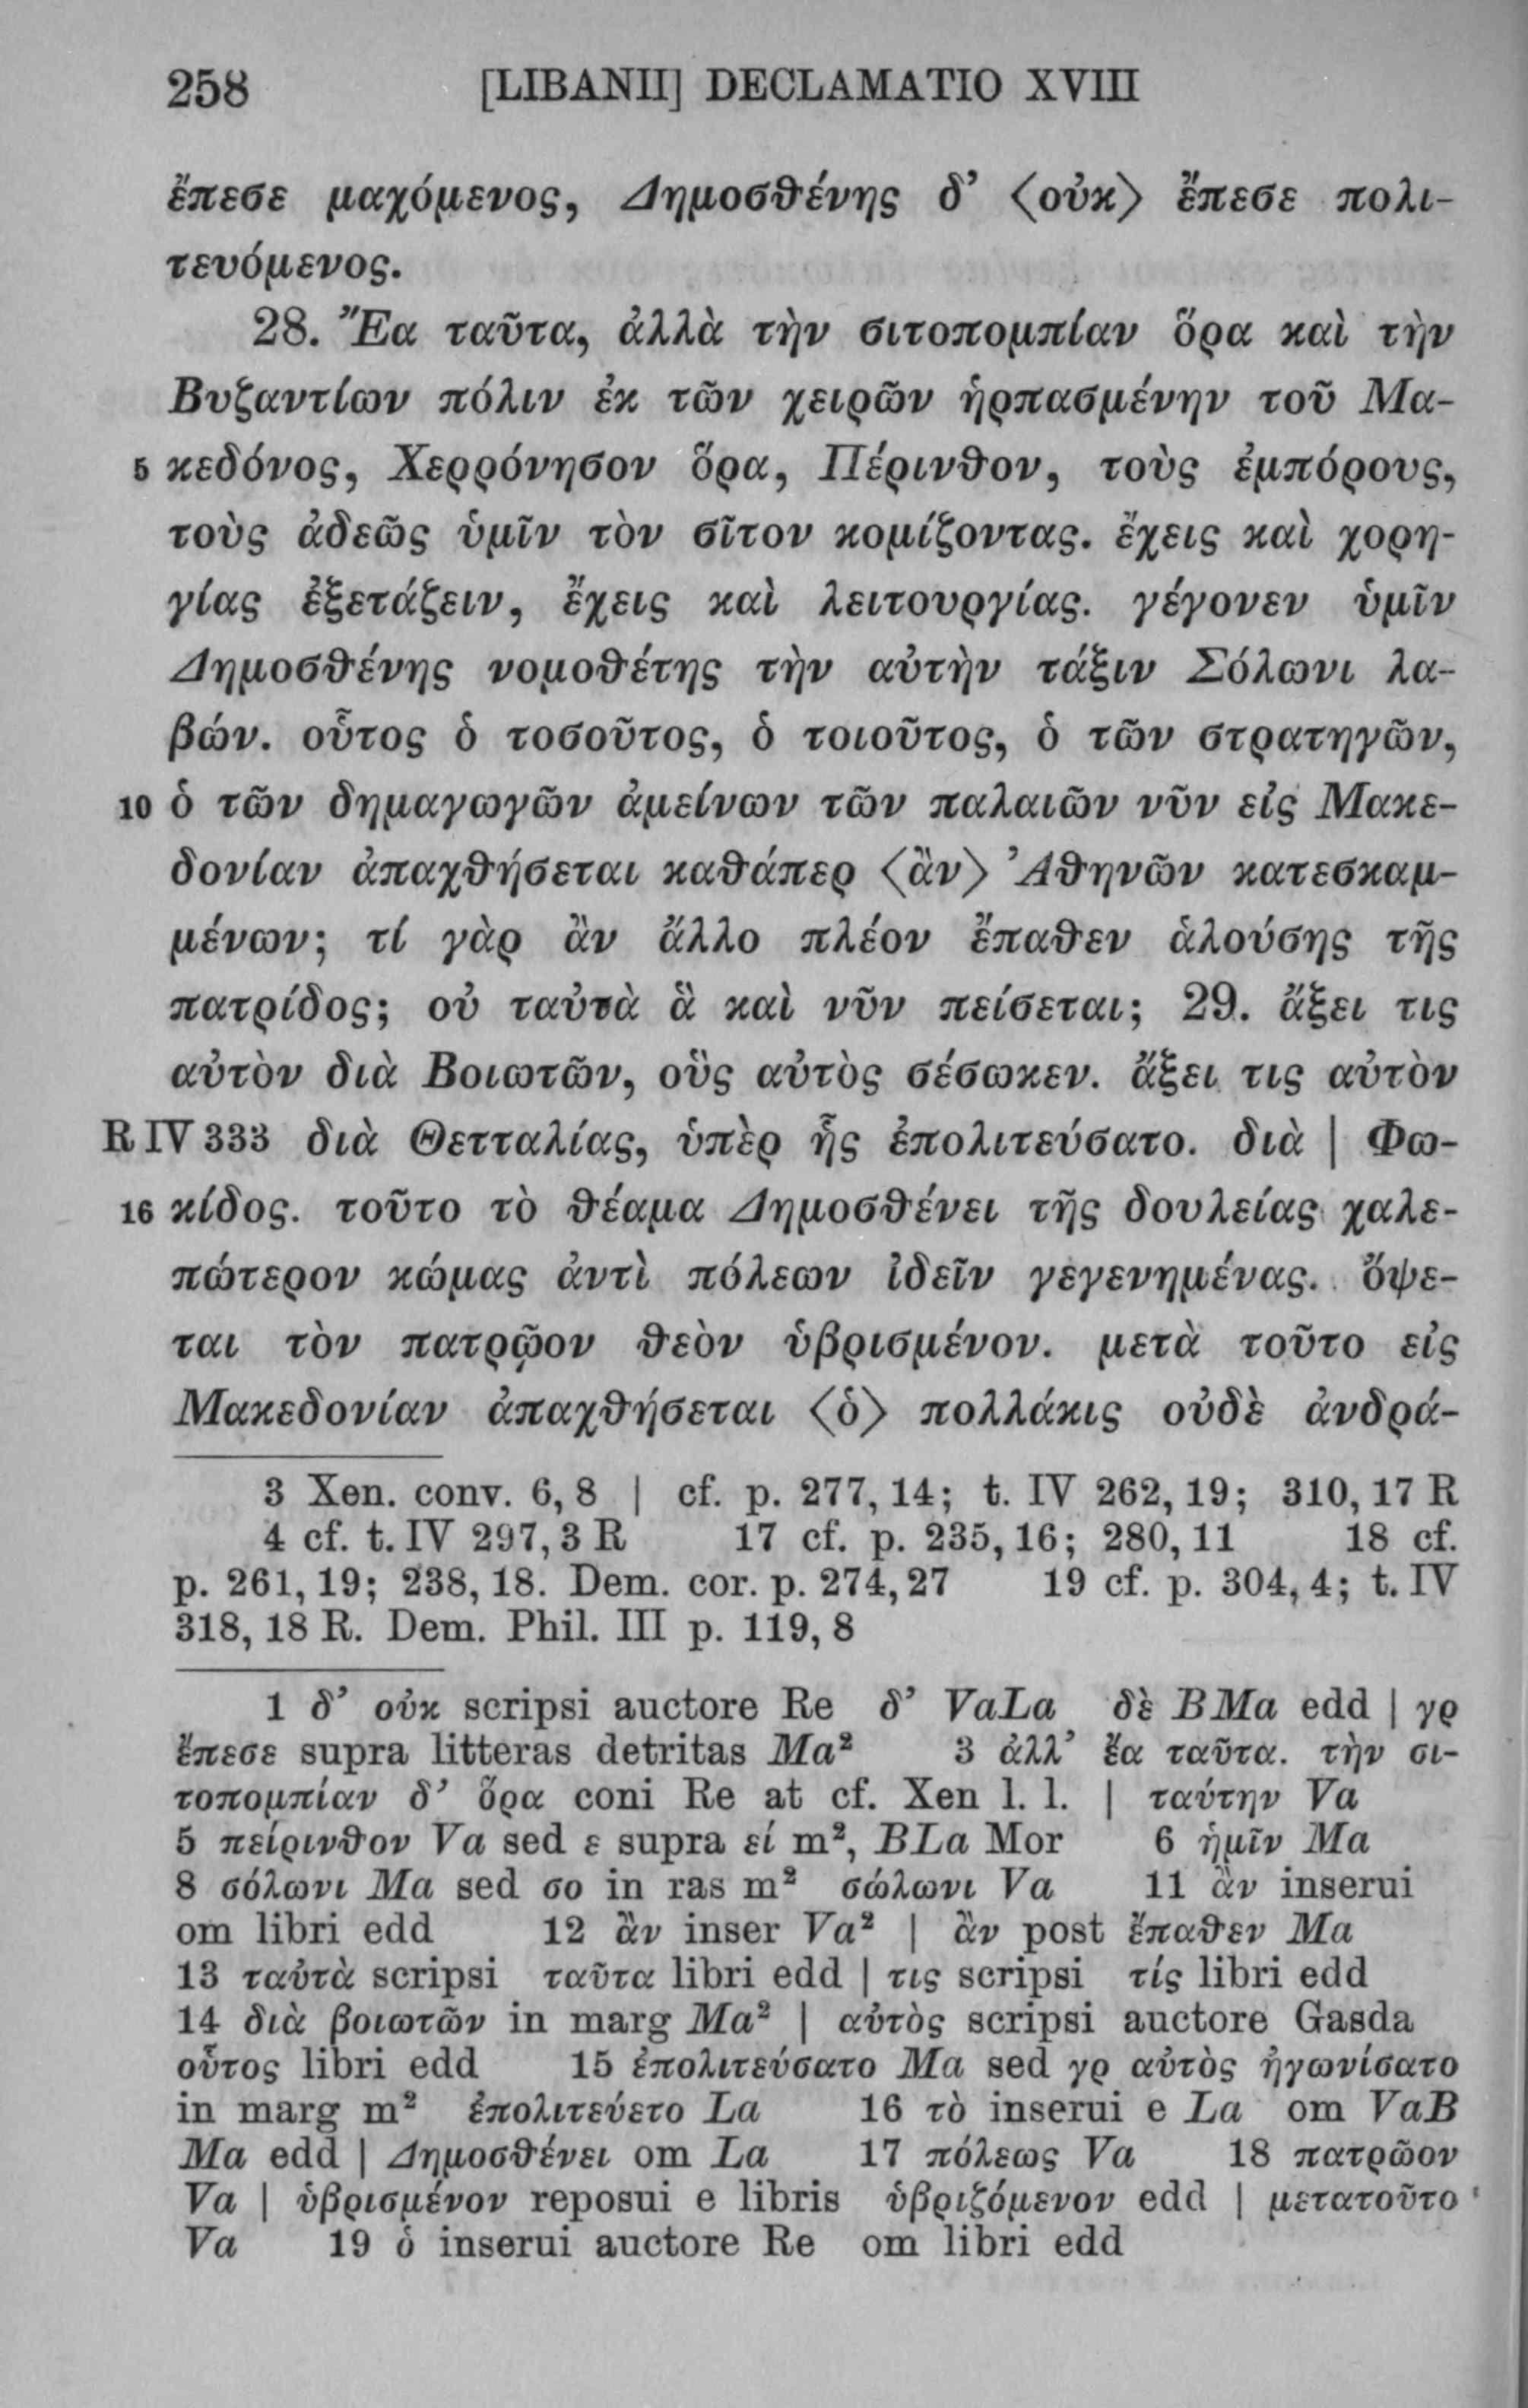 258 [LIBANII] DECLAMATIO XVIII
ἔπεσε μαχόμενος, Δημοσθένης δ’ ⟨οὐκ⟩ ἔπεσε πολι-
τευόμενος.
28. Ἔα ταῦτα, ἀλλὰ τὴν σιτοπομπίαν ὅρα καὶ τὴν
Βυζαντίων πόλιν ἐκ τῶν χειρῶν ἡρπασμένην τοῦ Μα-
5 κεδόνος, Χερρόνησον ὅρα, Πέρινθον, τοὺς ἐμπόρους,
τοὺς ἀδεῶς ὑμῖν τὸν σῖτον κομίζοντας. ἔχεις καὶ χορη-
γίας ἐξετάζειν, ἔχεις καὶ λειτουργίας. γέγονεν ὑμῖν
Δημοσθένης νομοθέτης τὴν αὐτὴν τάξιν Σόλωνι λα-
βών. οὗτος ὁ τοσοῦτος, ὁ τοιοῦτος, ὁ τῶν στρατηγῶν,
10 ὁ τῶν δημαγωγῶν ἀμείνων τῶν παλαιῶν νῦν εἰς Μακε-
δονίαν ἀπαχθήσεται καθάπερ ⟨ἂν⟩ Ἀθηνῶν κατεσκαμ-
μένων; τί γὰρ ἂν ἄλλο πλέον ἔπαθεν ἁλούσης τῆς
πατρίδος; οὐ ταὐτὰ ἃ καὶ νῦν πείσεται; 29. ἄξει τις
αὐτὸν διὰ Βοιωτῶν, οὓς αὐτὸς σέσωκεν. ἄξει τις αὐτὸν
R IV 333 διὰ Θετταλίας, ὑπὲρ ἧς ἐπολιτεύσατο. διὰ | Φω-
16 κίδος. τοῦτο τὸ θέαμα Δημοσθένει τῆς δουλείας χαλε-
πώτερον κώμας ἀντὶ πόλεων ἰδεῖν γεγενημένας. ὄψε-
ται τὸν πατρῷον θεὸν ὑβρισμένον. μετὰ τοῦτο εἰς
Μακεδονίαν ἀπαχθήσεται ⟨ὁ⟩ πολλάκις οὐδὲ ἀνδρά-
3 Xen. conv. 6, 8 | cf. p. 277, 14; t. IV 262, 19; 310, 17 R
4 cf. t. IV 297, 3 R 17 cf. p. 235, 16; 280, 11 18 cf.
p. 261, 19; 238, 18. Dem. cor. p. 274, 27 19 cf. p. 304, 4; t. IV
318, 18 R. Dem. Phil. III p. 119, 8
1 δ’ οὐκ scripsi auctore Re δ’ VaLa δὲ BMa edd | γρ
ἔπεσε supra litteras detritas Ma² 3 ἀλλ’ ἔα ταῦτα. τὴν σι-
τοπομπίαν δ’ ὅρα coni Re at cf. Xen l. l. | ταύτην Va
5 πείρινθον Va sed ε supra εί m², BLa Mor 6 ἡμῖν Ma
8 σόλωνι Ma sed σο in ras m² σώλωνι Va 11 ἂν inserui
om libri edd 12 ἂν inser Va² | ἂν post ἔπαθεν Ma
13 ταὐτὰ scripsi ταῦτα libri edd | τις scripsi τίς libri edd
14 διὰ βοιωτῶν in marg Ma² | αὐτὸς scripsi auctore Gasda
οὗτος libri edd 15 ἐπολιτεύσατο Ma sed γρ αὐτὸς ἠγωνίσατο
in marg m² ἐπολιτεύετο La 16 τὸ inserui e La om VaB
Ma edd | Δημοσθένει om La 17 πόλεως Va 18 πατρῶον
Va | ὑβρισμένον reposui e libris ὑβριζόμενον edd | μετατοῦτο
Va 19 ὁ inserui auctore Re om libri edd